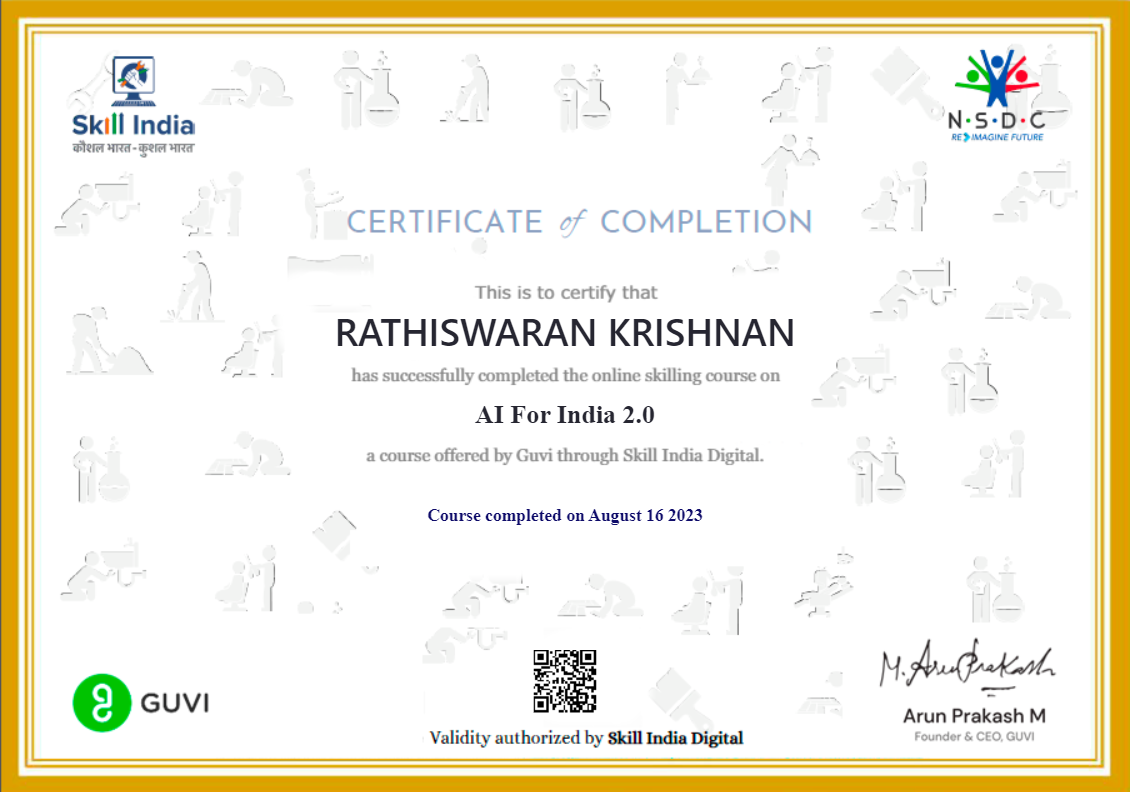 Skill India
कौशल भारत - कुशल भारत
N·S·D·C
RE IMAGINE FUTURE
CERTIFICATE of COMPLETION
This is to certify that
RATHISWARAN KRISHNAN
has successfully completed the online skilling course on
AI For India 2.0
a course offered by Guvi through Skill India Digital.
Course completed on August 16 2023
GUVI
Validity authorized by Skill India Digital
M. Arun Prakash
Arun Prakash M
Founder & CEO, GUVI